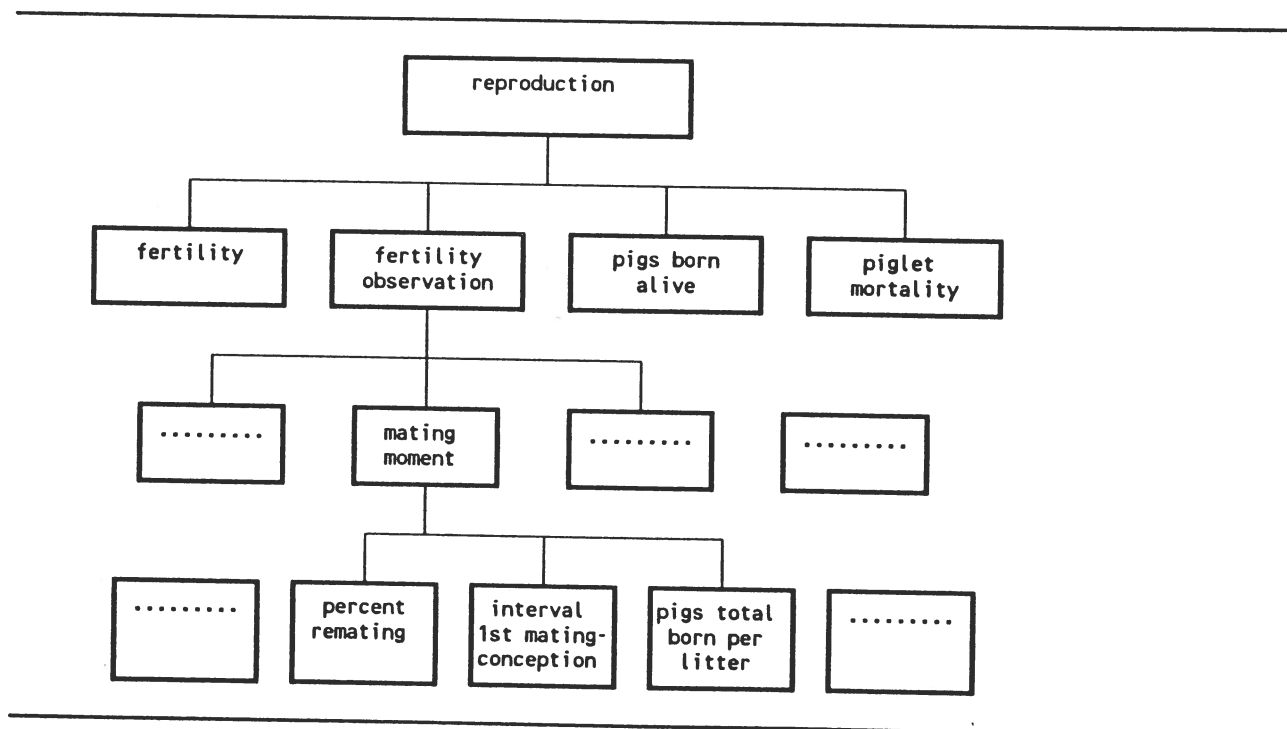 reproduction
fertility
fertility
observation
pigs born
alive
piglet
mortality
.........
mating
moment
.........
.........
.........
percent
remating
interval
1st mating-
conception
pigs total
born per
litter
.........